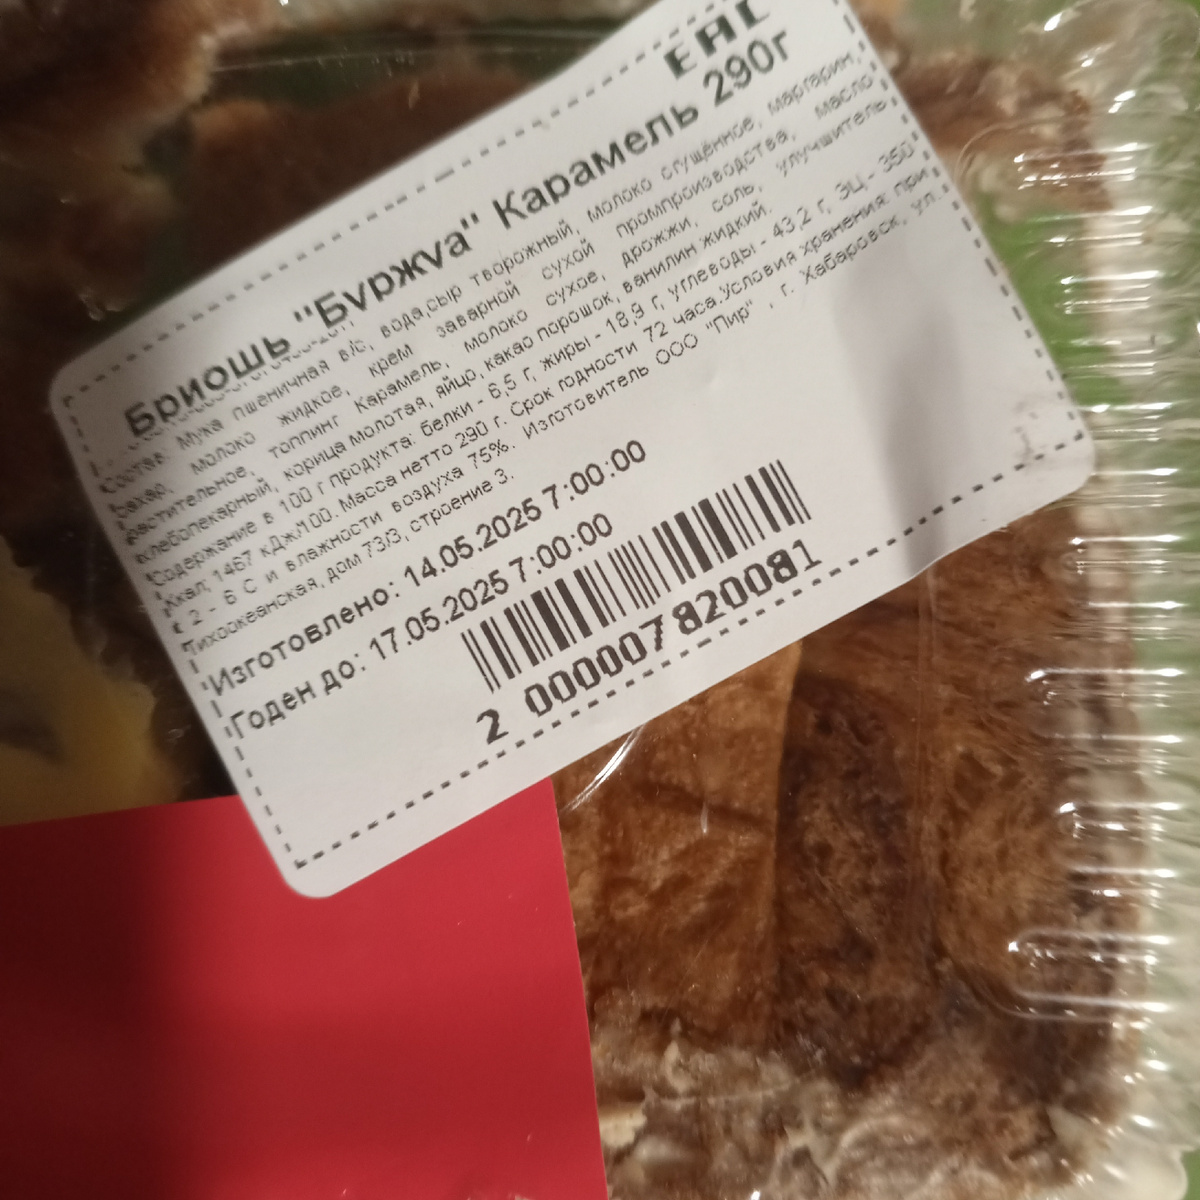 ЕАС
Бриошь "Буржуа" Карамель 290г
Состав: Мука пшеничная в/с, вода,сыр творожный, молоко сгущённое, маргарин,
сахар, молоко жидкое, крем заварной сухой промпроизводства, масло
растительное, топпинг Карамель, молоко сухое, дрожжи, соль, улучшитель
хлебопекарный, корица молотая, яйцо, какао порошок, ванилин жидкий.
Содержание в 100 г продукта: белки - 6,5 г, жиры - 18,9 г, углеводы - 43,2 г, ЭЦ - 350
Ккал, 1467 кДж/100. Масса нетто 290 г. Срок годности 72 часа.Условия хранения: при
t 2 - 6 С и влажности воздуха 75%. Изготовитель ООО "Пир" , г. Хабаровск, ул.
Тихоокеанская, дом 73/3, строение 3.
Изготовлено: 14.05.2025 7:00:00
Годен до: 17.05.2025 7:00:00
2 000007 820081